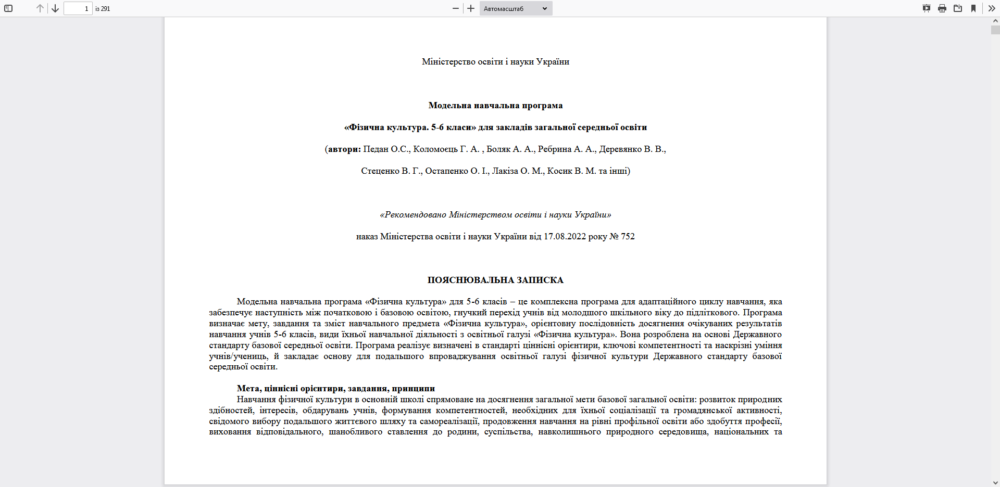 1 із 291 Автомасштаб
Міністерство освіти і науки України
Модельна навчальна програма
«Фізична культура. 5-6 класи» для закладів загальної середньої освіти
(автори: Педан О.С., Коломоєць Г. А. , Боляк А. А., Ребрина А. А., Деревянко В. В.,
Стеценко В. Г., Остапенко О. І., Лакіза О. М., Косик В. М. та інші)
«Рекомендовано Міністерством освіти і науки України»
наказ Міністерства освіти і науки України від 17.08.2022 року № 752
ПОЯСНЮВАЛЬНА ЗАПИСКА
Модельна навчальна програма «Фізична культура» для 5-6 класів – це комплексна програма для адаптаційного циклу навчання, яка
забезпечує наступність між початковою і базовою освітою, гнучкий перехід учнів від молодшого шкільного віку до підліткового. Програма
визначає мету, завдання та зміст навчального предмета «Фізична культура», орієнтовну послідовність досягнення очікуваних результатів
навчання учнів 5-6 класів, види їхньої навчальної діяльності з освітньої галузі «Фізична культура». Вона розроблена на основі Державного
стандарту базової середньої освіти. Програма реалізує визначені в стандарті ціннісні орієнтири, ключові компетентності та наскрізні уміння
учнів/учениць, й закладає основу для подальшого впроваджування освітньої галузі фізичної культури Державного стандарту базової
середньої освіти.
Мета, ціннісні орієнтири, завдання, принципи
Навчання фізичної культури в основній школі спрямоване на досягнення загальної мети базової загальної освіти: розвиток природних
здібностей, інтересів, обдарувань учнів, формування компетентностей, необхідних для їхньої соціалізації та громадянської активності,
свідомого вибору подальшого життєвого шляху та самореалізації, продовження навчання на рівні профільної освіти або здобуття професії,
виховання відповідального, шанобливого ставлення до родини, суспільства, навколишнього природного середовища, національних та